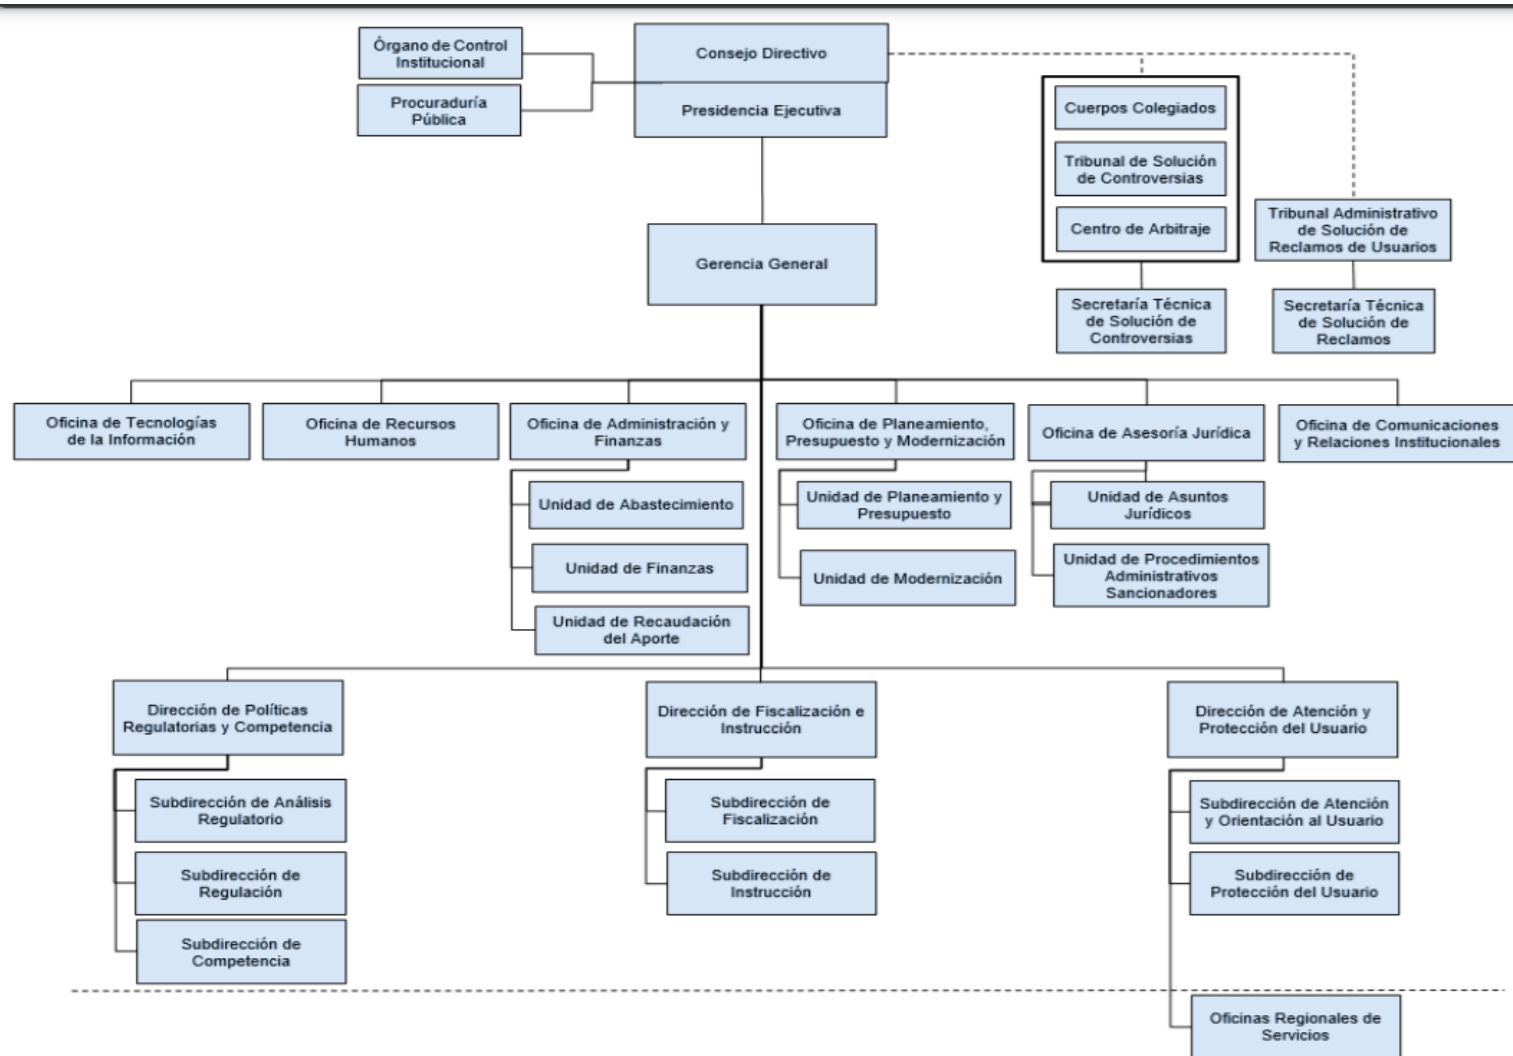 Órgano de Control
Institucional
Procuraduría
Pública
Consejo Directivo
Presidencia Ejecutiva
Cuerpos Colegiados
Tribunal de Solución
de Controversias
Centro de Arbitraje
Tribunal Administrativo
de Solución de
Reclamos de Usuarios
Gerencia General
Secretaría Técnica
de Solución de
Controversias
Secretaría Técnica
de Solución de
Reclamos
Oficina de Tecnologías
de la Información
Oficina de Recursos
Humanos
Oficina de Administración y
Finanzas
Oficina de Planeamiento,
Presupuesto y Modernización
Oficina de Asesoría Jurídica
Oficina de Comunicaciones
y Relaciones Institucionales
Unidad de Abastecimiento
Unidad de Finanzas
Unidad de Recaudación
del Aporte
Unidad de Planeamiento y
Presupuesto
Unidad de Modernización
Unidad de Asuntos
Jurídicos
Unidad de Procedimientos
Administrativos
Sancionadores
Dirección de Políticas
Regulatorias y Competencia
Subdirección de Análisis
Regulatorio
Subdirección de
Regulación
Subdirección de
Competencia
Dirección de Fiscalización e
Instrucción
Subdirección de
Fiscalización
Subdirección de
Instrucción
Dirección de Atención y
Protección del Usuario
Subdirección de Atención
y Orientación al Usuario
Subdirección de
Protección del Usuario
Oficinas Regionales de
Servicios